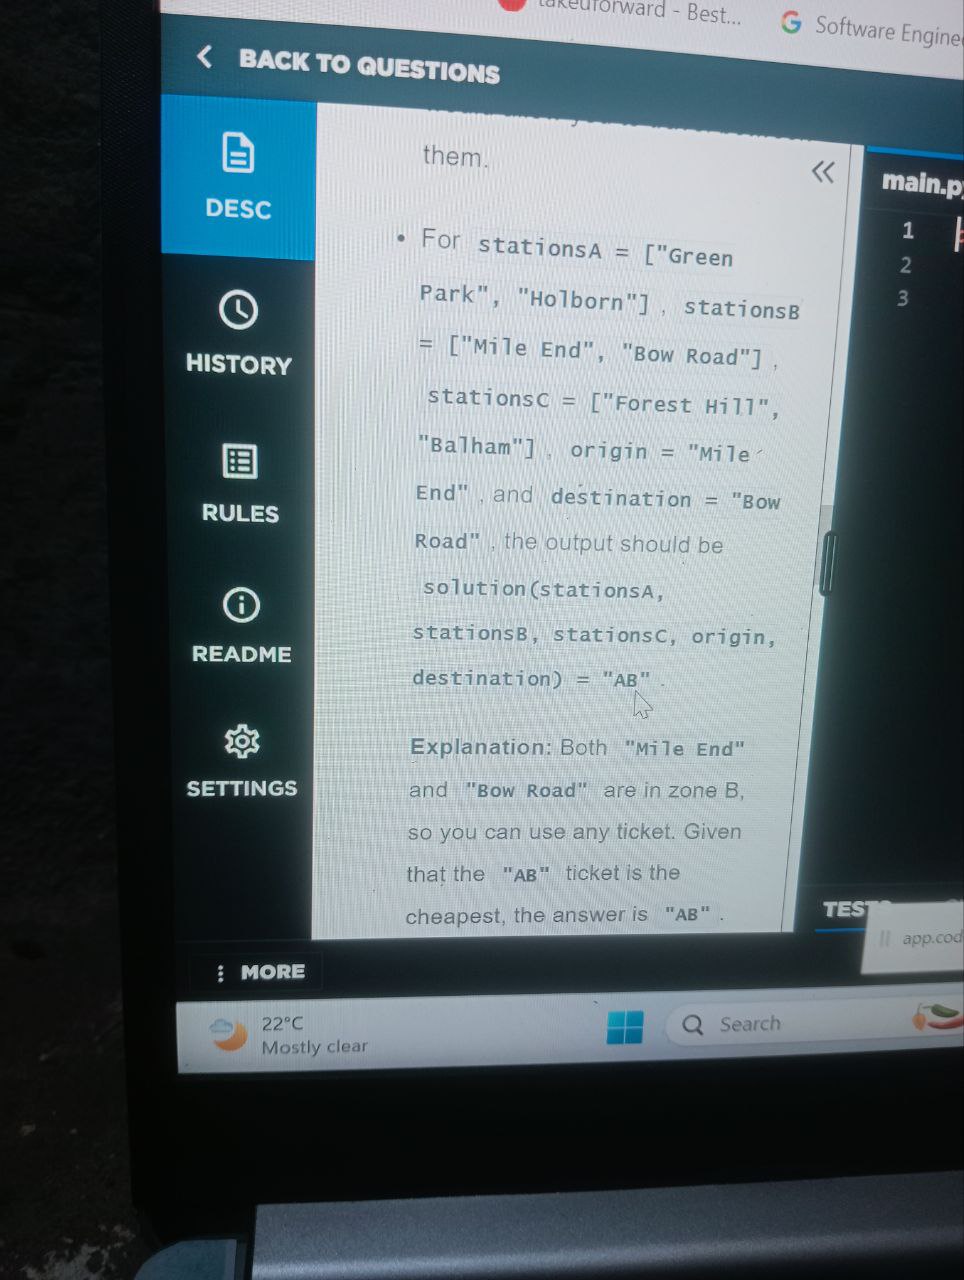 takeuforward - Best...
Software Engine
BACK TO QUESTIONS
DESC
HISTORY
RULES
README
SETTINGS
MORE
them.
• For stationsA = ["Green
Park", "Holborn"] , stationsB
= ["Mile End", "Bow Road"] ,
stationsC = ["Forest Hill",
"Balham"] , origin = "Mile
End" , and destination = "Bow
Road" , the output should be
solution(stationsA,
stationsB, stationsC, origin,
destination) = "AB" .
Explanation: Both "Mile End"
and "Bow Road" are in zone B,
so you can use any ticket. Given
that the "AB" ticket is the
cheapest, the answer is "AB" .
main.p
1
2
3
TESTS
app.cod
22°C
Mostly clear
Search